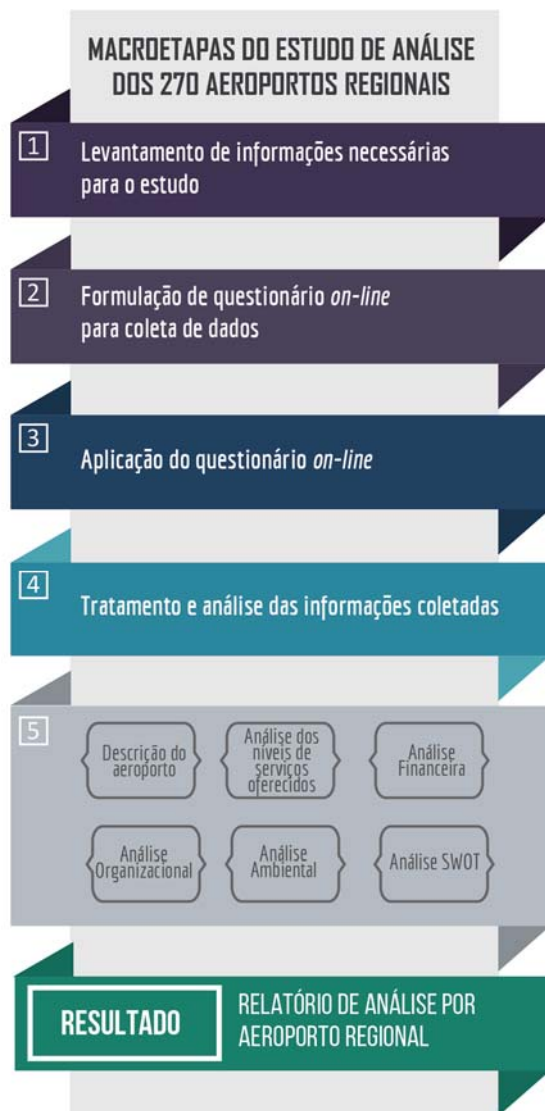 MACROETAPAS DO ESTUDO DE ANÁLISE
DOS 270 AEROPORTOS REGIONAIS
1
Levantamento de informações necessárias
para o estudo
2
Formulação de questionário on-line
para coleta de dados
3
Aplicação do questionário on-line
4
Tratamento e análise das informações coletadas
5
Descrição do
aeroporto
Análise dos
níveis de
serviços
oferecidos
Análise
Financeira
Análise
Organizacional
Análise
Ambiental
Análise SWOT
RESULTADO
RELATÓRIO DE ANÁLISE POR
AEROPORTO REGIONAL